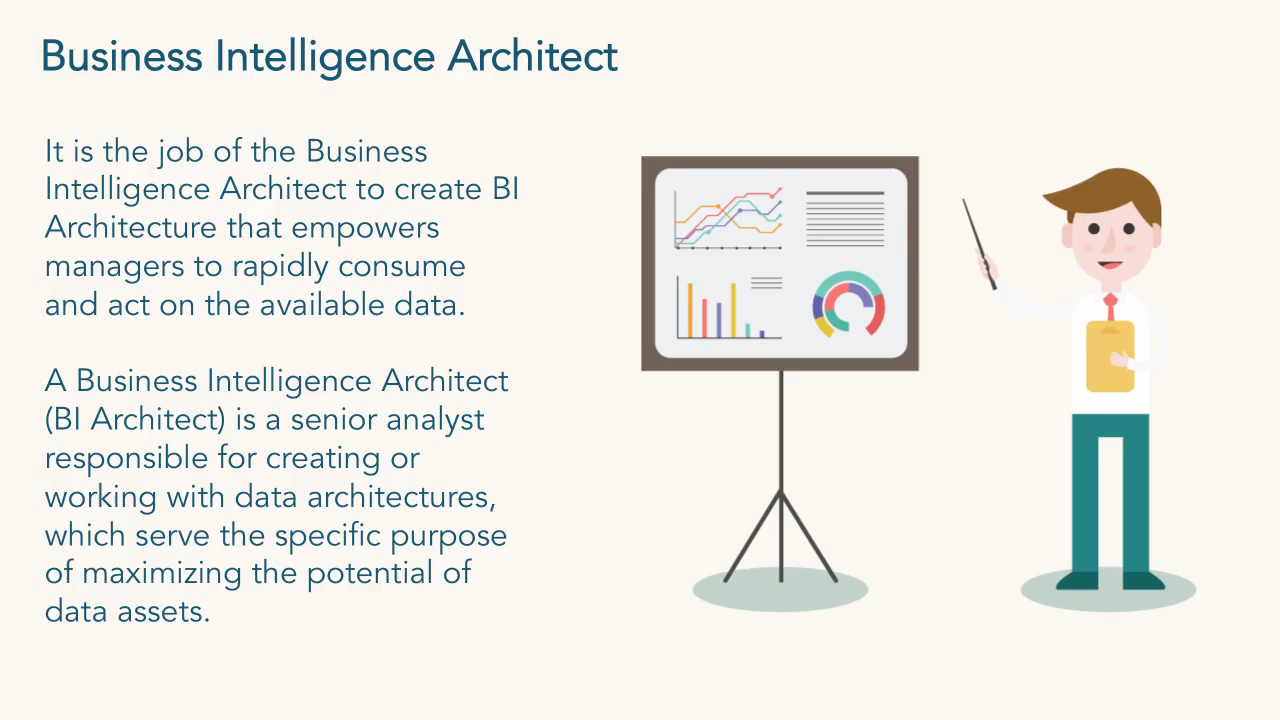 Business Intelligence Architect
It is the job of the Business
Intelligence Architect to create BI
Architecture that empowers
managers to rapidly consume
and act on the available data.
A Business Intelligence Architect
(BI Architect) is a senior analyst
responsible for creating or
working with data architectures,
which serve the specific purpose
of maximizing the potential of
data assets.